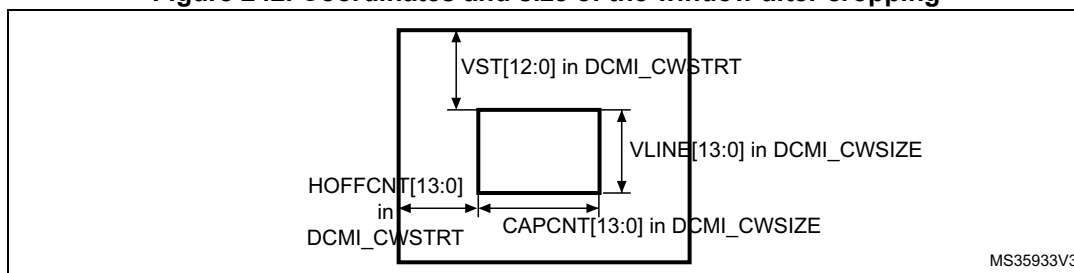 Figure 242. Coordinates and size of the window after cropping
VST[12:0] in DCMI_CWSTRT
VLINE[13:0] in DCMI_CWSIZE
HOFFCNT[13:0]
in
DCMI_CWSTRT
CAPCNT[13:0] in DCMI_CWSIZE
MS35933V3